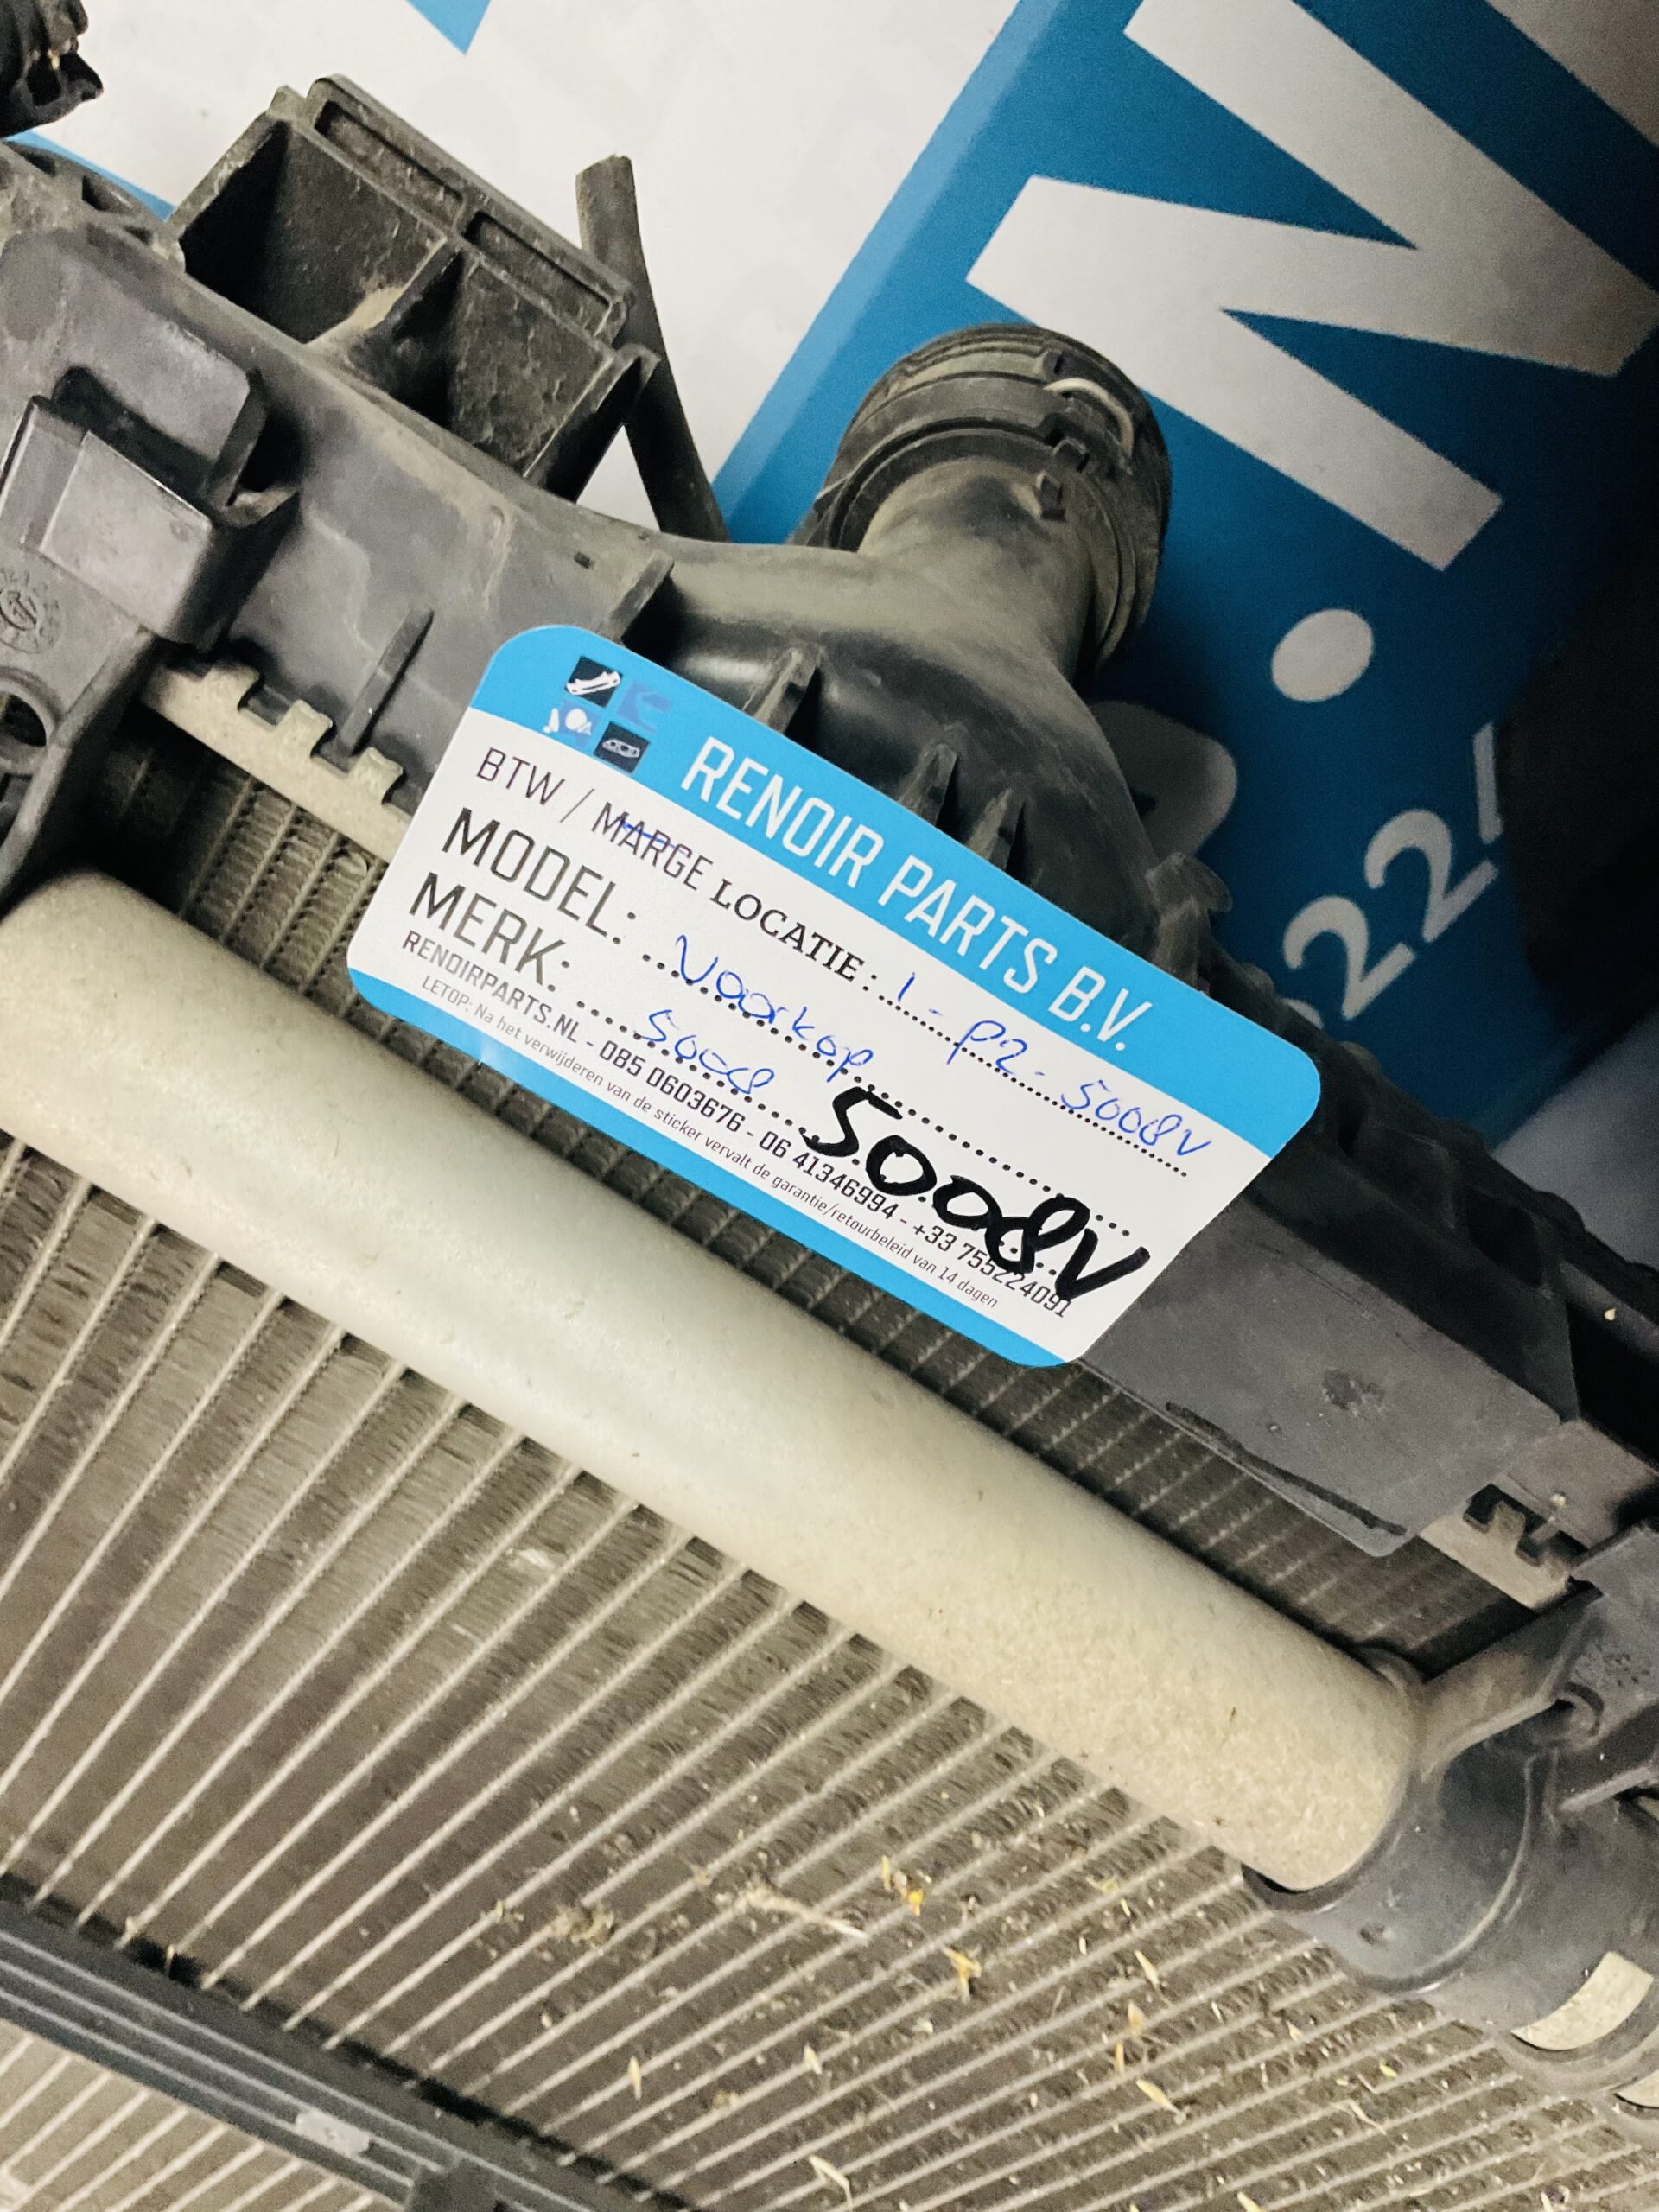 N.
522
RENOIR PARTS B.V.
BTW / MARGE LOCATIE: 1-P2-5008V
MODEL: Voorkop
MERK: 5008
5008V
RENOIRPARTS.NL - 085 0603676 - 06 41346994 - +33 755224091
LETOP: Na het verwijderen van de sticker vervalt de garantie/retourbeleid van 14 dagen